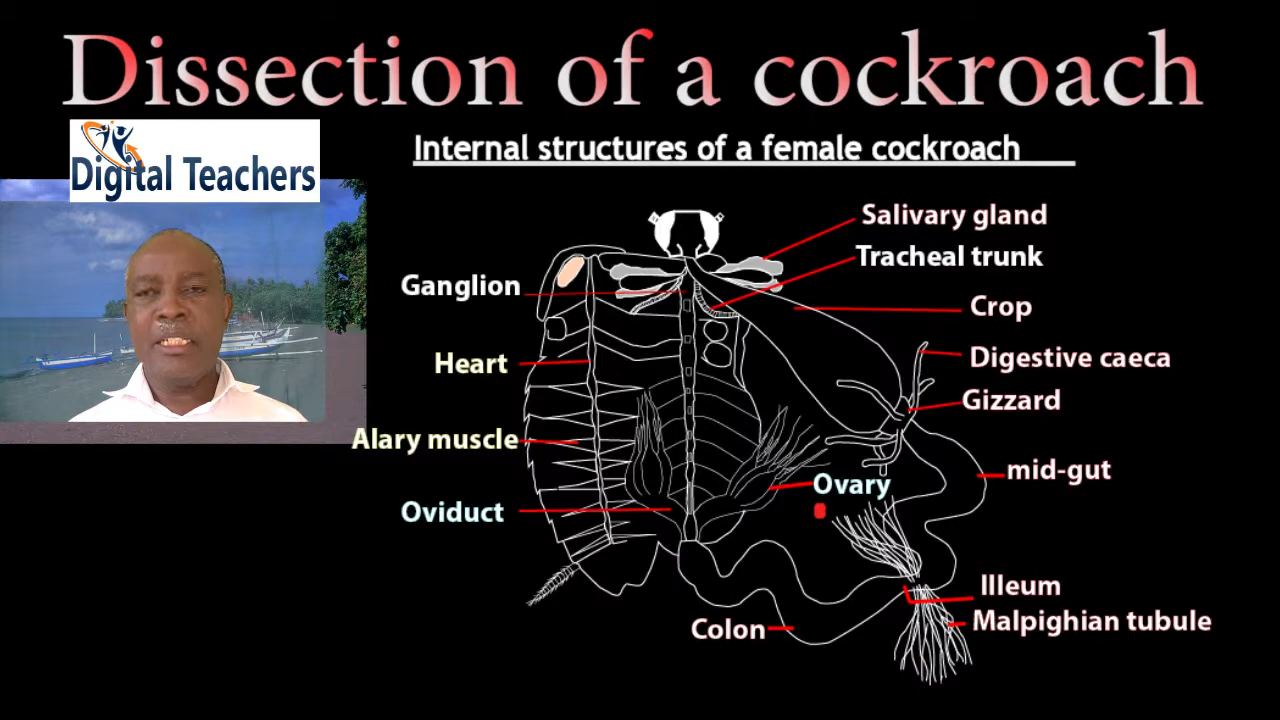 Dissection of a cockroach
Digital Teachers
Internal structures of a female cockroach
Salivary gland
Tracheal trunk
Ganglion
Crop
Heart
Digestive caeca
Gizzard
Alary muscle
mid-gut
Ovary
Oviduct
Illeum
Malpighian tubule
Colon